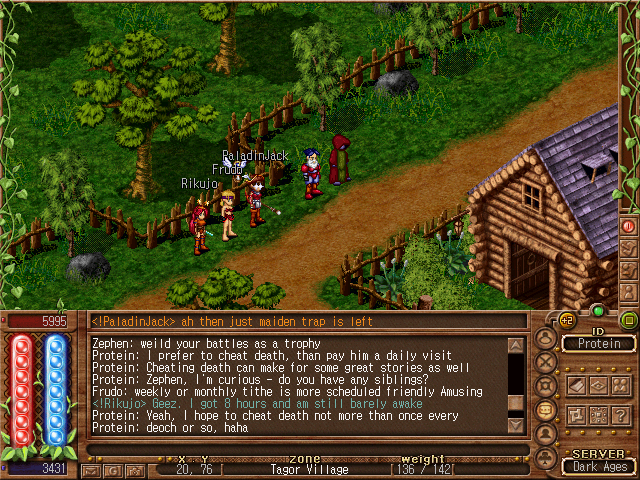 PaladinJack
Frudo
Rikujo
5995
<!PaladinJack> ah then just maiden trap is left
+2
ID
Protein
Zephen: weild your battles as a trophy
Protein: I prefer to cheat death, than pay him a daily visit
Protein: Cheating death can make for some great stories as well
Protein: Zephen, I'm curious - do you have any siblings?
Frudo: weekly or monthly tithe is more scheduled friendly Amusing
<!Rikujo> Geez. I got 8 hours and am still barely awake
Protein: Yeah, I hope to cheat death not more than once every
Protein: deoch or so, haha
3431
x y zone weight
20, 76 Tagor Village 136 / 142
SERVER
Dark Ages